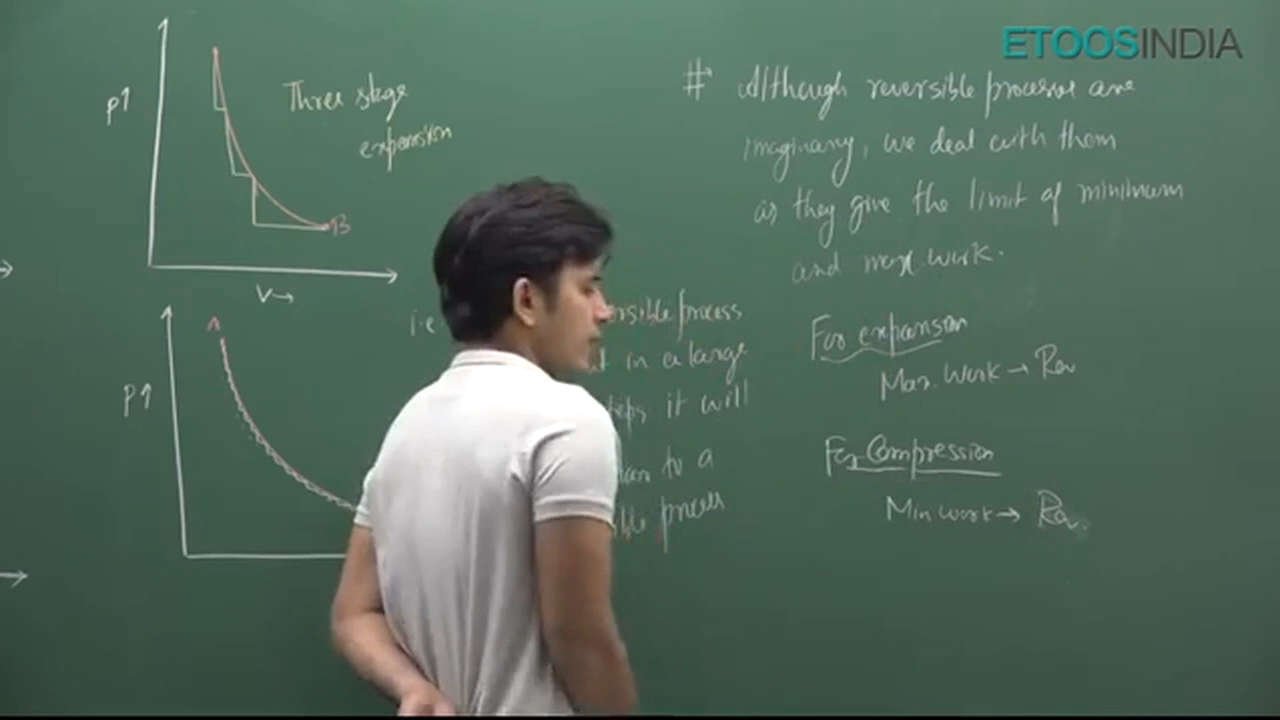 ETOOSINDIA
P↑
Three stage
expansion
B
V→
A
P↑
i.e
rsible process
t in a large
teps it will
to a
ble process
# Although reversible processes are
imaginary, we deal with them
as they give the limit of minimum
and max. work.
For expansion
Max. Work → Rev
For Compression
Min work → Rev.